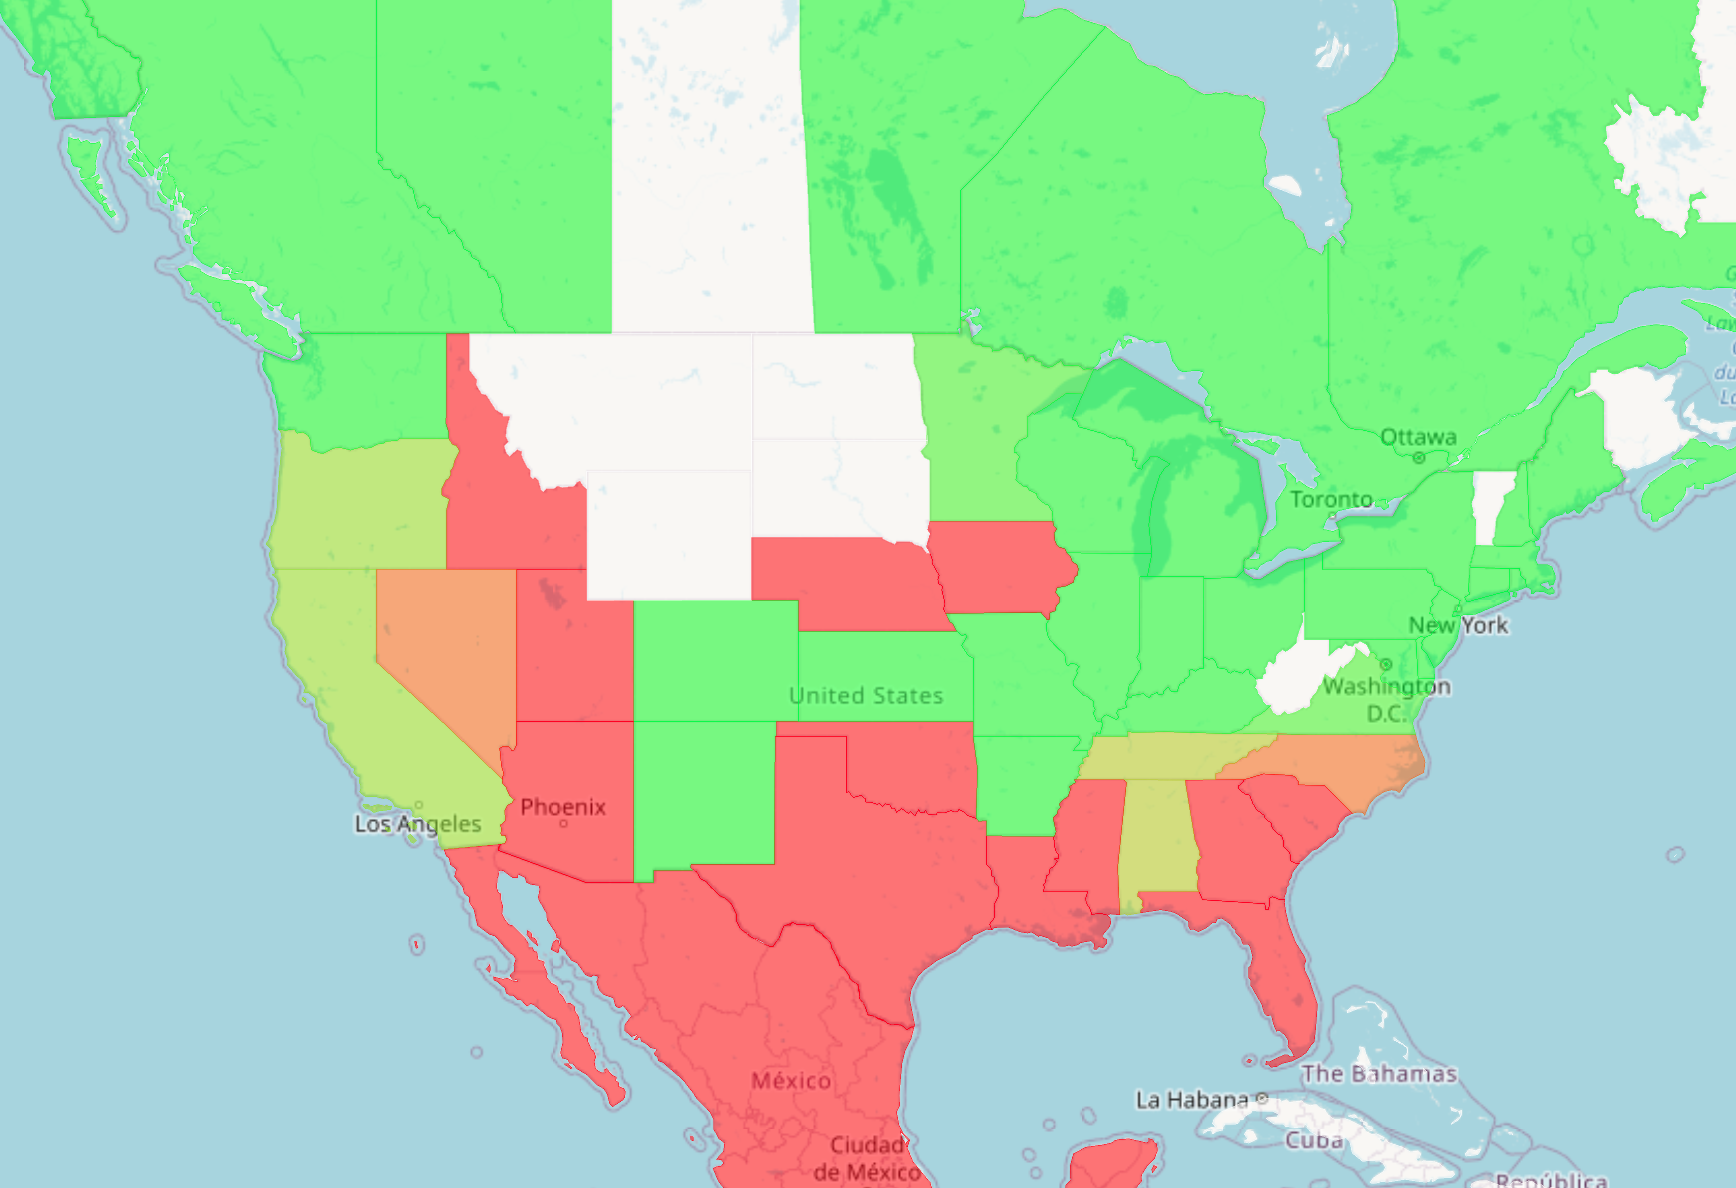 Ottawa
Toronto
New York
United States
Washington
D.C.
Phoenix
Los Angeles
México
The Bahamas
La Habana
Cuba
Ciudad
de México